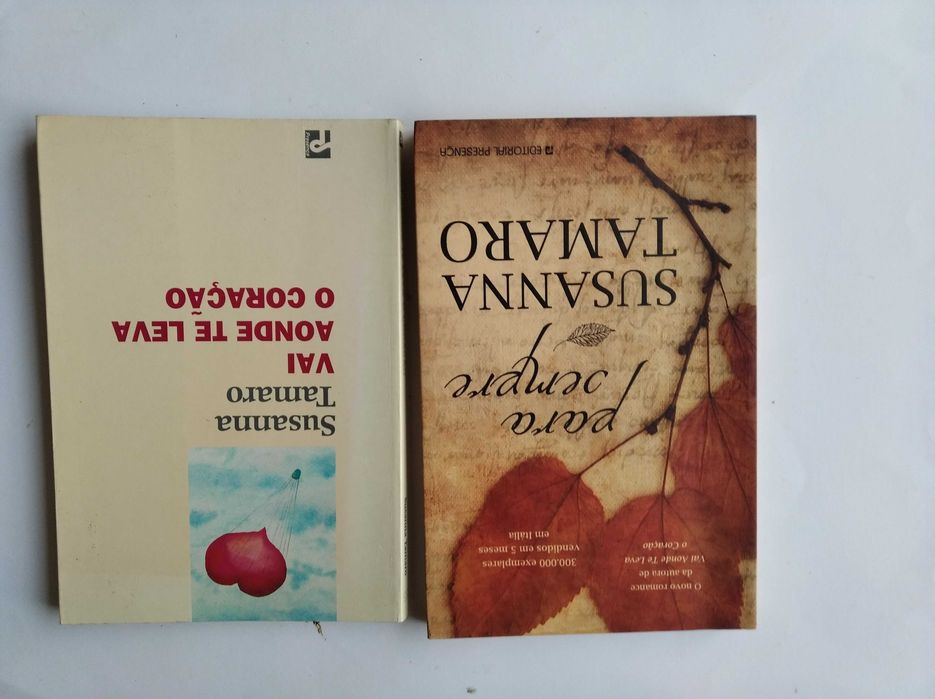 Susanna
Tamaro
VAI
AONDE TE LEVA
O CORAÇÃO
O novo romance
da autora de
Vai Aonde Te Leva
o Coração
300.000 exemplares
vendidos em 5 meses
em Itália
para
sempre
SUSANNA
TAMARO
EDITORIAL PRESENÇA